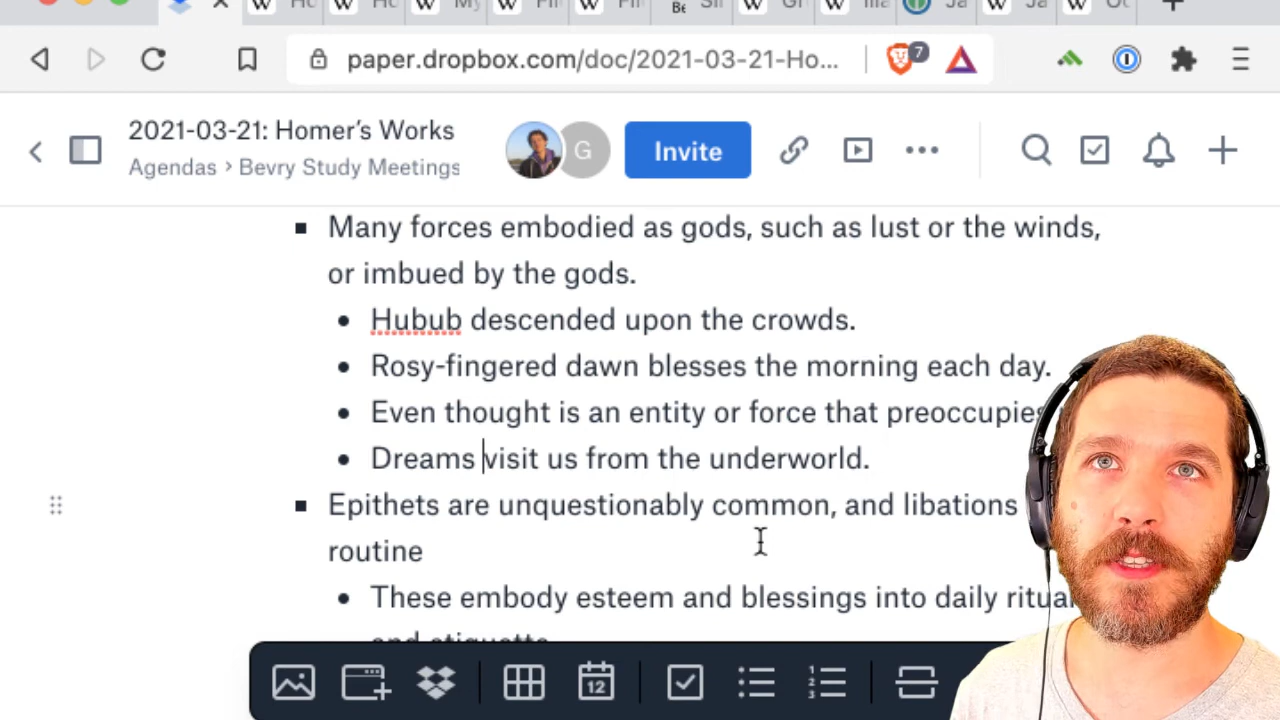 paper.dropbox.com/doc/2021-03-21-Ho...
7
2021-03-21: Homer's Works
Agendas > Bevry Study Meetings
G
Invite
Many forces embodied as gods, such as lust or the winds,
or imbued by the gods.
Hubub descended upon the crowds.
Rosy-fingered dawn blesses the morning each day.
Even thought is an entity or force that preoccupies
Dreams visit us from the underworld.
Epithets are unquestionably common, and libations
routine
These embody esteem and blessings into daily ritual
and etiquette
12